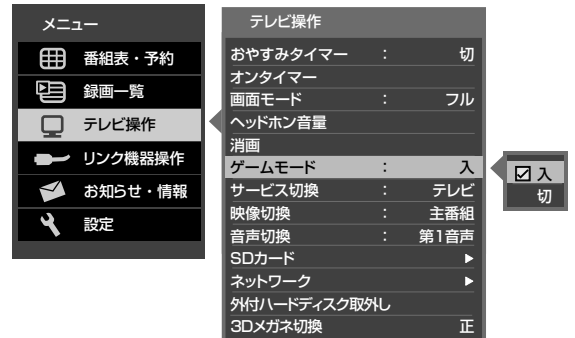 メニュー
番組表・予約
録画一覧
テレビ操作
リンク機器操作
お知らせ・情報
設定
テレビ操作
おやすみタイマー : 切
オンタイマー
画面モード : フル
ヘッドホン音量
消画
ゲームモード : 入
サービス切換 : テレビ
映像切換 : 主番組
音声切換 : 第1音声
SDカード
ネットワーク
外付ハードディスク取外し
3Dメガネ切換 正
入
切